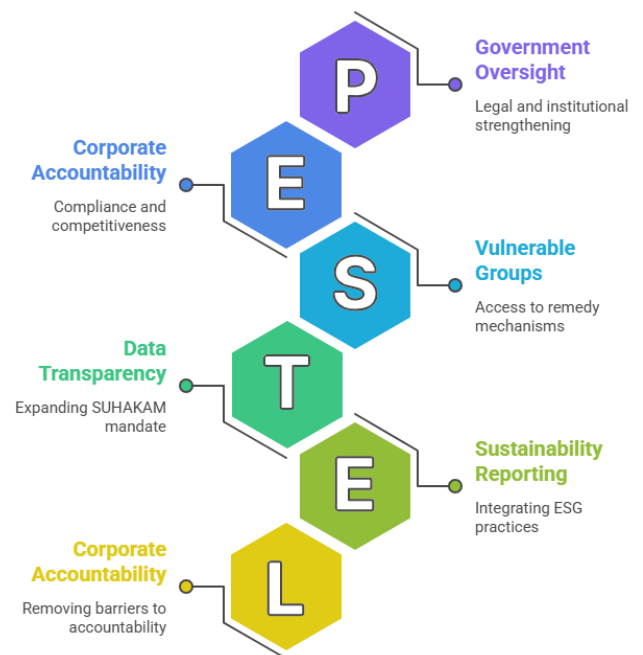 P
Government
Oversight
Legal and institutional
strengthening
E
Corporate
Accountability
Compliance and
competitiveness
S
Vulnerable
Groups
Access to remedy
mechanisms
T
Data
Transparency
Expanding SUHAKAM
mandate
E
Sustainability
Reporting
Integrating ESG
practices
L
Corporate
Accountability
Removing barriers to
accountability